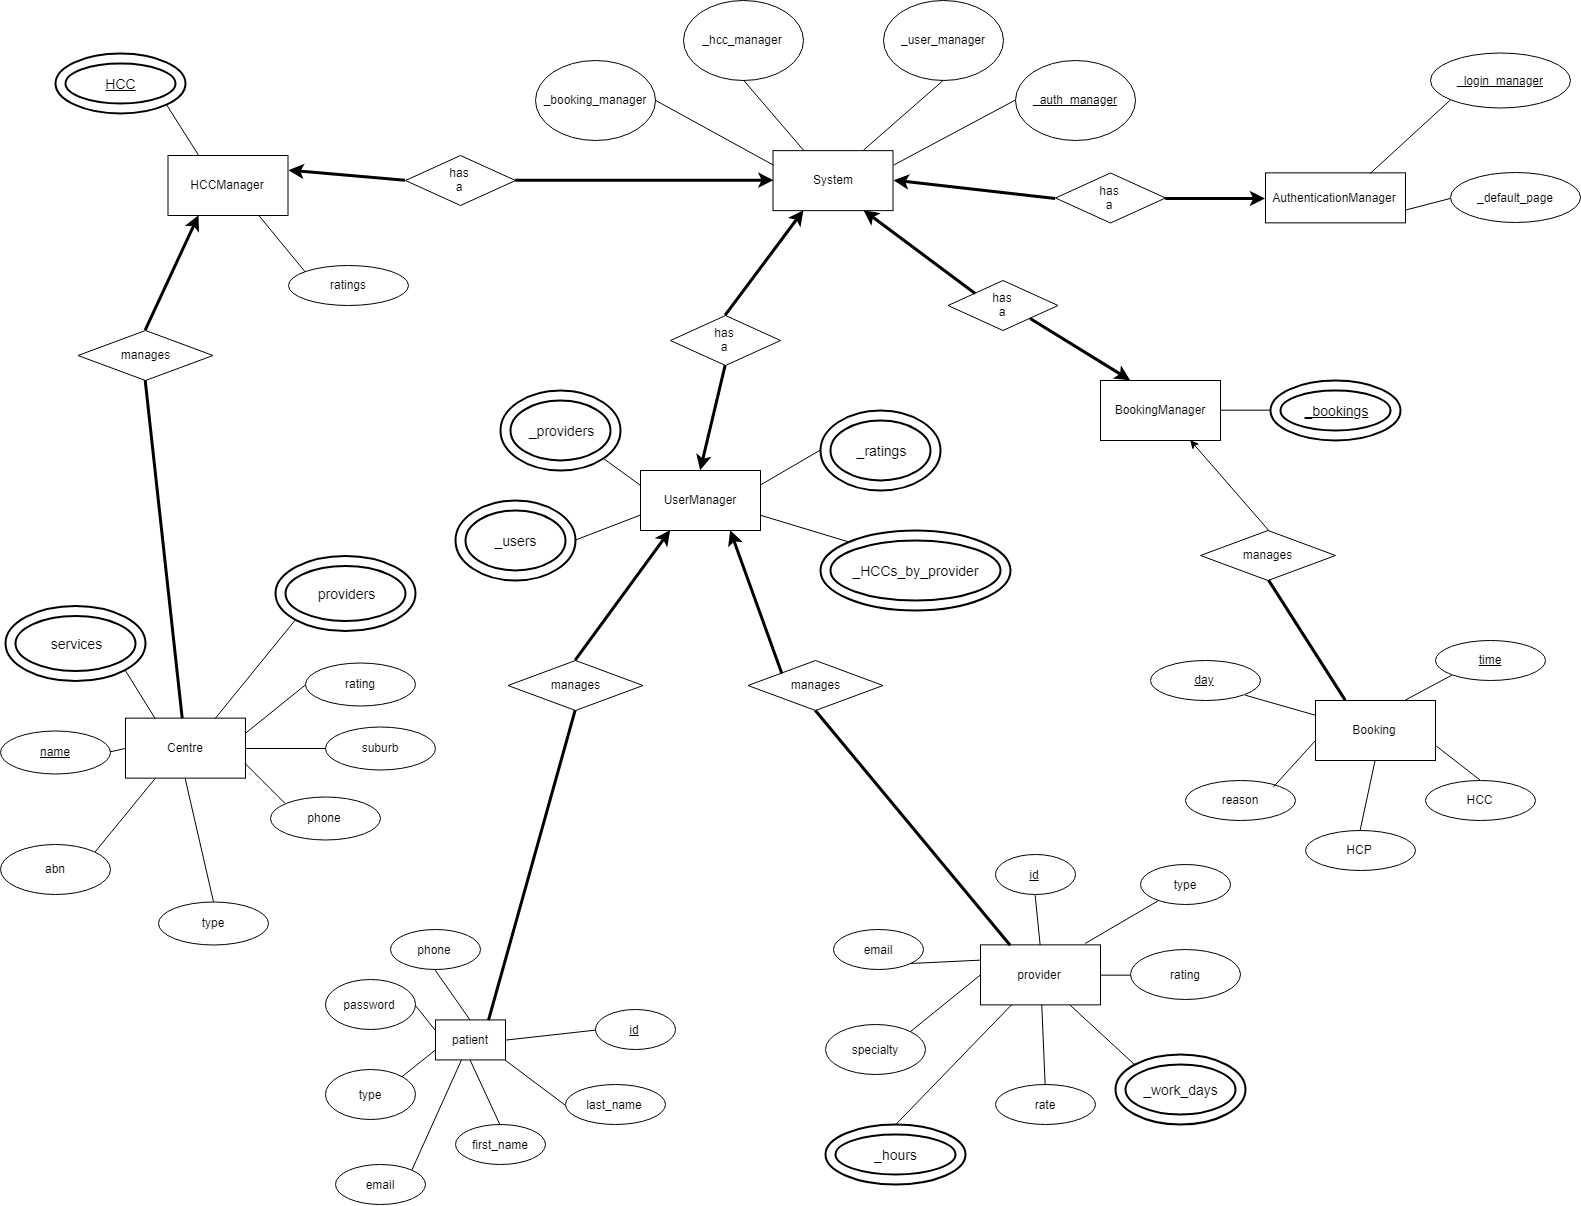 _hcc_manager
_user_manager
HCC
_booking_manager
_auth_manager
_login_manager
HCCManager
has
a
System
has
a
AuthenticationManager
_default_page
ratings
has
a
manages
has
a
BookingManager
_bookings
_providers
_ratings
UserManager
_users
_HCCs_by_provider
manages
providers
services
manages
manages
rating
day
time
name
Centre
suburb
Booking
phone
reason
HCC
abn
HCP
type
id
type
phone
email
provider
rating
password
patient
id
specialty
type
last_name
rate
_work_days
first_name
_hours
email